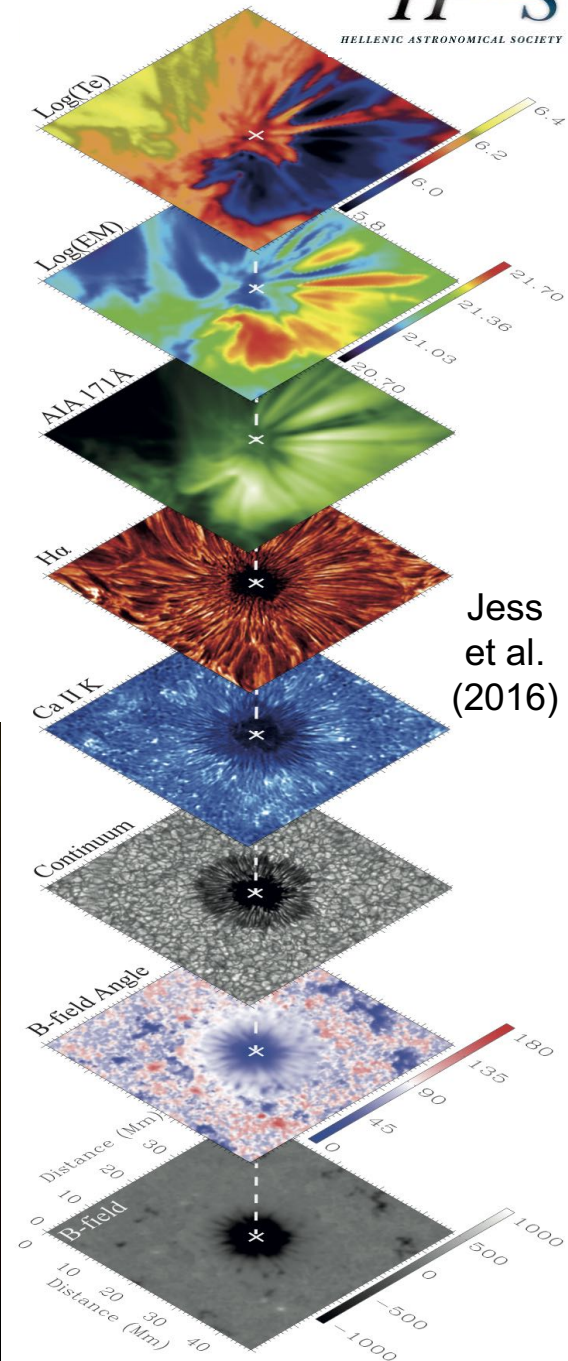 HELLENIC ASTRONOMICAL SOCIETY
Log(Te)
6.4
6.2
6.0
5.8
Log(EM)
21.70
21.36
21.03
20.70
AIA 171Å
Hα
Jess
et al.
(2016)
Ca II K
Continuum
B-field Angle
180
135
90
45
0
Distance (Mm)
30
20
10
0
B-field
0
10
20
30
40
Distance (Mm)
1000
500
0
−500
−1000